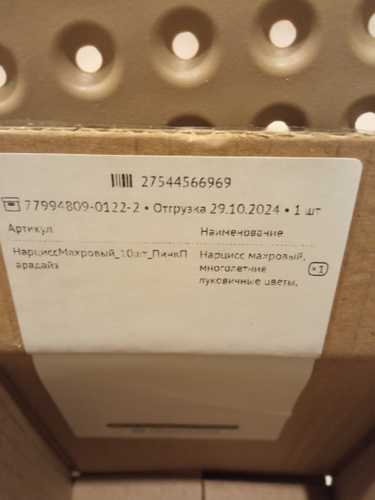 27544566969
77994809-0122-2 • Отгрузка 29.10.2024 • 1 шт
Артикул Наименование
НарциссМахровый_10шт_ПинкП Нарцисс махровый,
арадайз многолетние ×1
луковичные цветы,